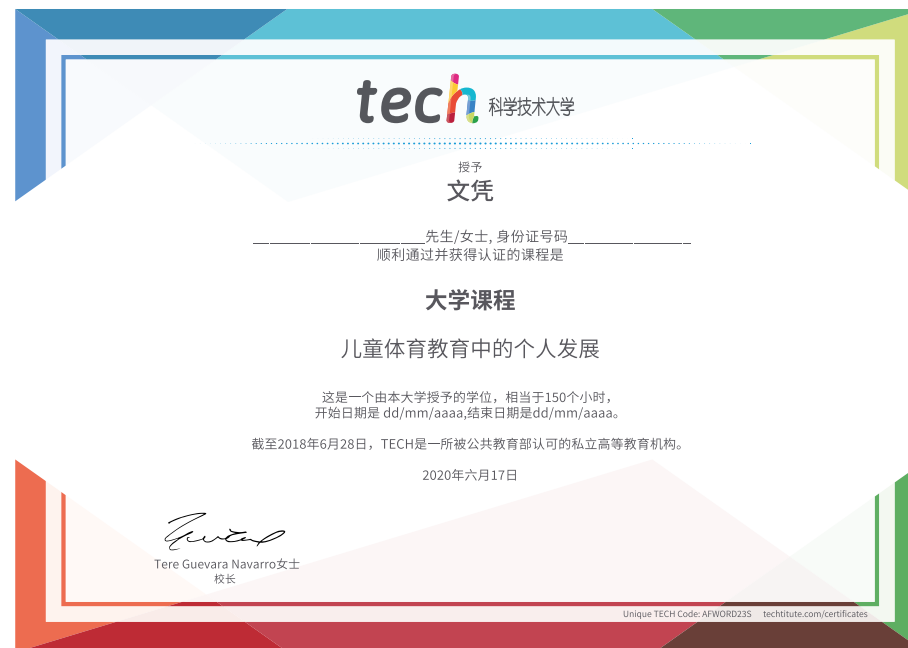 tech 科学技术大学
授予
文凭
______________________先生/女士, 身份证号码________________
顺利通过并获得认证的课程是
大学课程
儿童体育教育中的个人发展
这是一个由本大学授予的学位，相当于150个小时，
开始日期是 dd/mm/aaaa,结束日期是dd/mm/aaaa。
截至2018年6月28日，TECH是一所被公共教育部认可的私立高等教育机构。
2020年六月17日
Tere Guevara Navarro女士
校长
Unique TECH Code: AFWORD23S techtitute.com/certificates